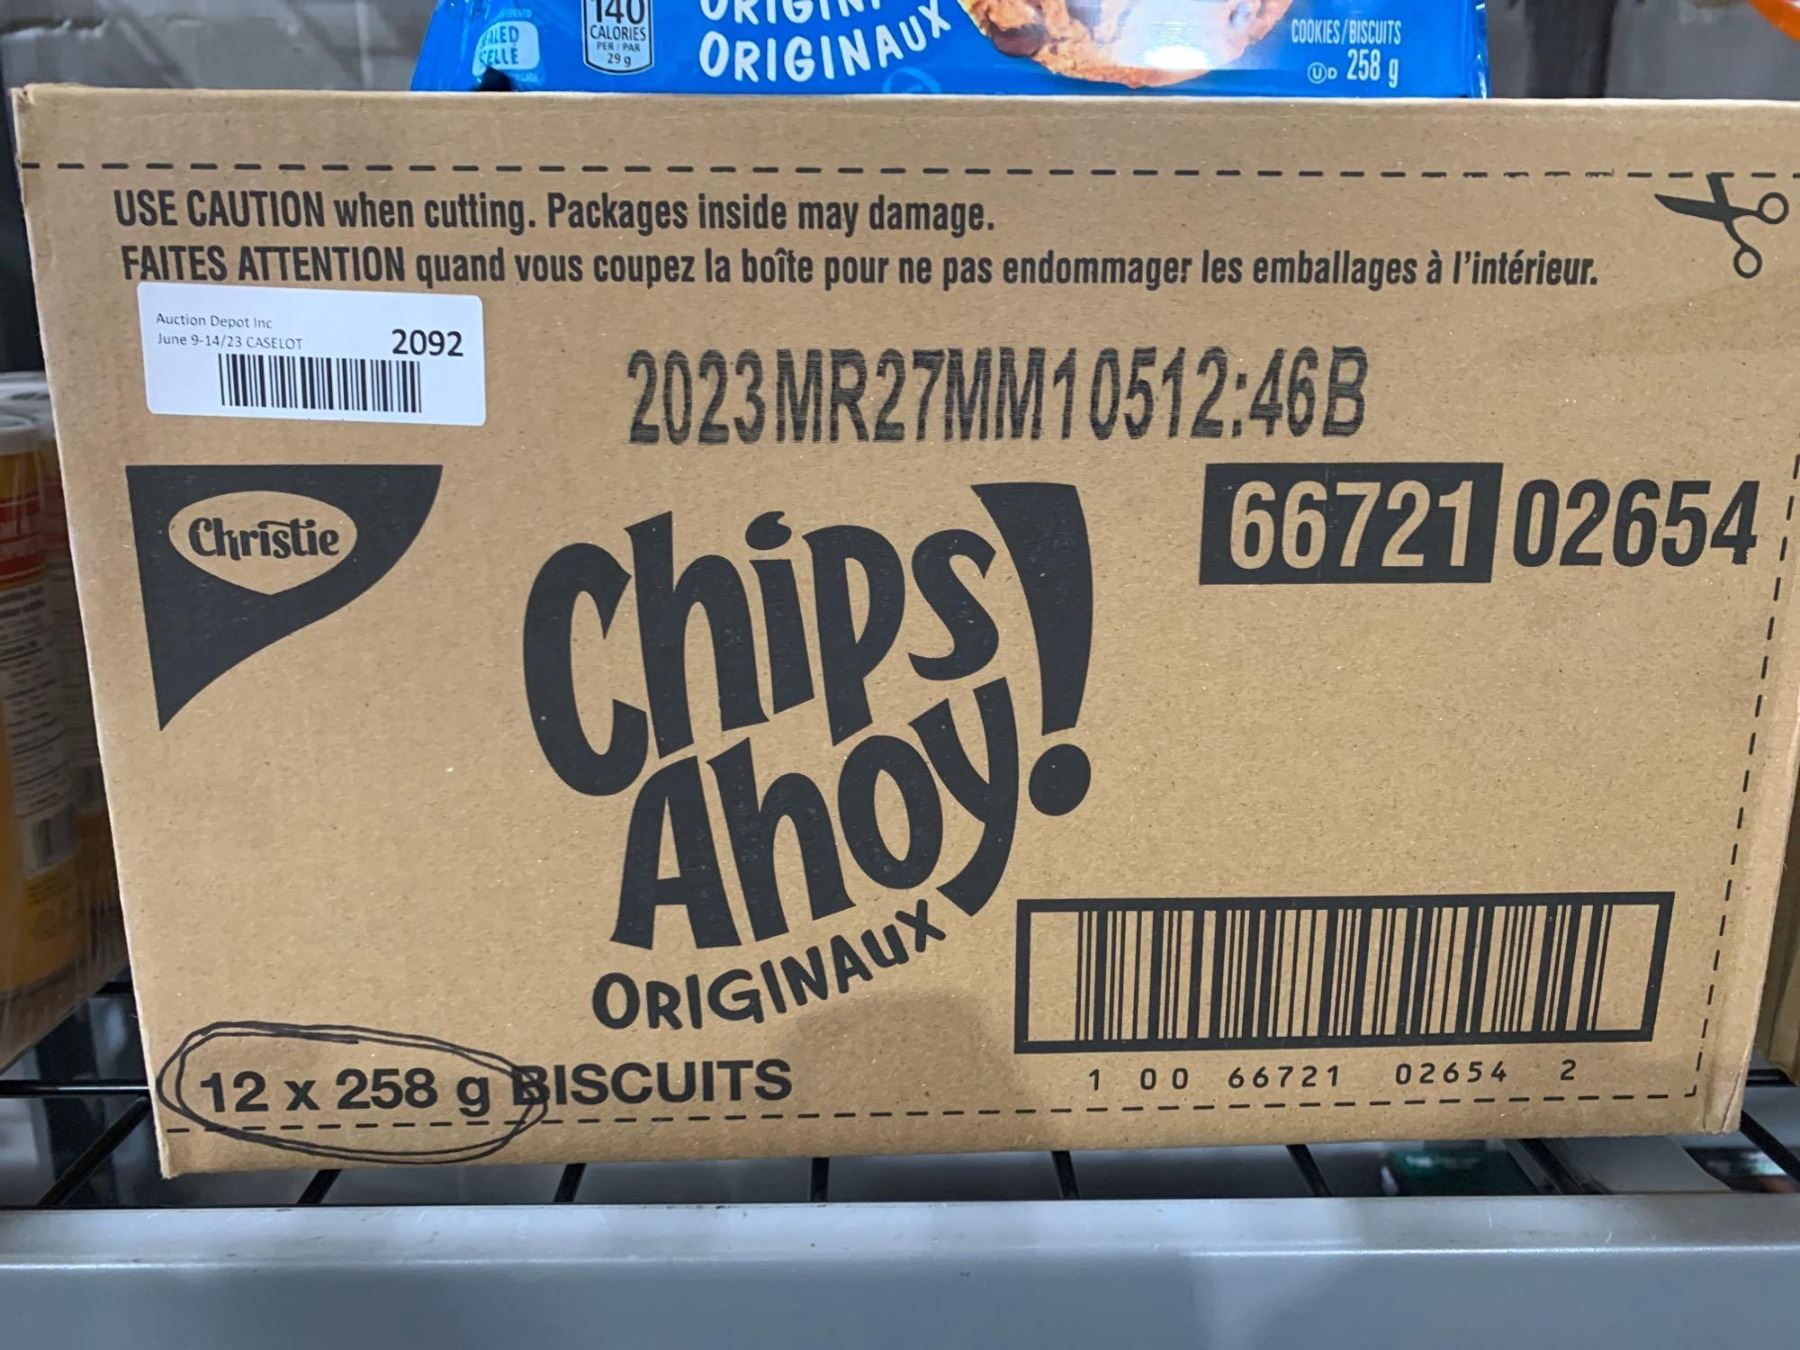 140
CALORIES
PER / PAR
29 g
ORIGINAUX
COOKIES/BISCUITS
258 g
USE CAUTION when cutting. Packages inside may damage.
FAITES ATTENTION quand vous coupez la boîte pour ne pas endommager les emballages à l'intérieur.
Auction Depot Inc
June 9-14/23 CASELOT
2092
2023MR27MM10512:46B
Christie
66721 02654
Chips
Ahoy!
ORIGINAUX
12 x 258 g BISCUITS
1 00 66721 02654 2